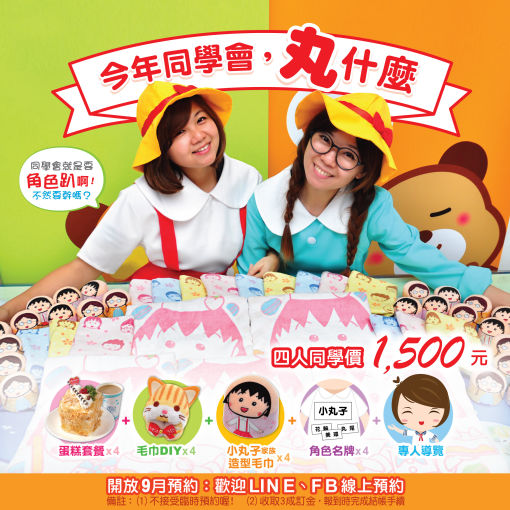 今年同學會，丸什麼
同學會就是要
角色趴啊！
不然要幹嗎？
四人同學價 1,500 元
小丸子
蛋糕套餐x4 + 毛巾DIYx4 + 小丸子家族造型毛巾x4 + 角色名牌x4 + 專人導覽
開放9月預約：歡迎LINE、FB線上預約
備註：(1)不接受臨時預約喔！ (2)收取3成訂金，報到時完成結帳手續